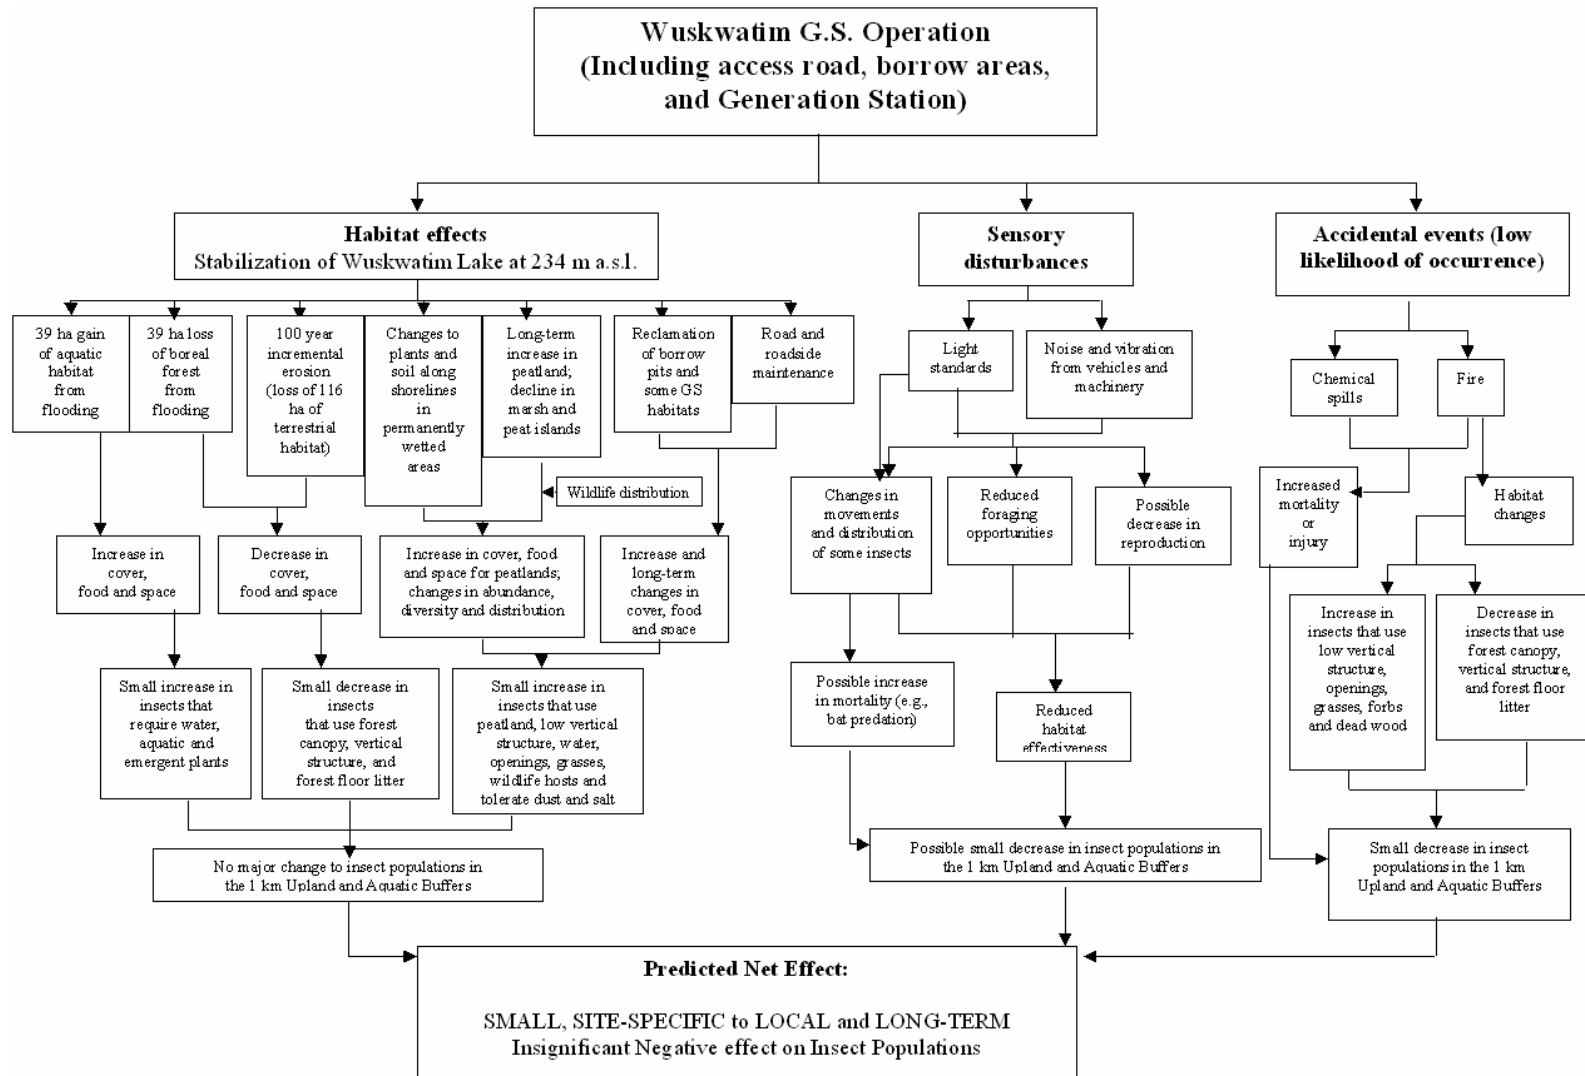 Wuskwatim G.S. Operation
(Including access road, borrow areas,
and Generation Station)
Habitat effects
Stabilization of Wuskwatim Lake at 234 m a.s.l.
Sensory
disturbances
Accidental events (low
likelihood of occurrence)
39 ha gain
of aquatic
habitat
from
flooding
39 ha loss
of boreal
forest
from
flooding
100 year
incremental
erosion
(loss of 116
ha of
terrestrial
habitat)
Changes to
plants and
soil along
shorelines
in
permanently
wetted
areas
Long-term
increase in
peatland;
decline in
marsh and
peat islands
Reclamation
of borrow
pits and
some GS
habitats
Road and
roadside
maintenance
Light
standards
Noise and vibration
from vehicles and
machinery
Chemical
spills
Fire
Wildlife distribution
Increase in
cover,
food and space
Decrease in
cover,
food and space
Increase in cover, food
and space for peatlands;
changes in abundance,
diversity and distribution
Increase and
long-term
changes in
cover, food
and space
Changes in
movements
and distribution
of some insects
Reduced
foraging
opportunities
Possible
decrease in
reproduction
Increased
mortality
or
injury
Habitat
changes
Small increase in
insects that
require water,
aquatic and
emergent plants
Small decrease in
insects
that use forest
canopy, vertical
structure, and
forest floor litter
Small increase in
insects that use
peatland, low vertical
structure, water,
openings, grasses,
wildlife hosts and
tolerate dust and salt
Possible increase
in mortality (e.g.,
bat predation)
Reduced
habitat
effectiveness
Increase in
insects that use
low vertical
structure,
openings,
grasses, forbs
and dead wood
Decrease in
insects that use
forest canopy,
vertical structure,
and forest floor
litter
No major change to insect populations in
the 1 km Upland and Aquatic Buffers
Possible small decrease in insect populations in
the 1 km Upland and Aquatic Buffers
Small decrease in insect
populations in the 1 km
Upland and Aquatic Buffers
Predicted Net Effect:
SMALL, SITE-SPECIFIC to LOCAL and LONG-TERM
Insignificant Negative effect on Insect Populations